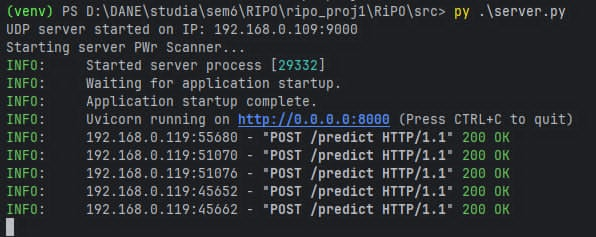 (venv) PS D:\DANE\studia\sem6\RIPO\ripo_proj1\RiPO\src> py .\server.py
UDP server started on IP: 192.168.0.109:9000
Starting server PWr Scanner...
INFO:     Started server process [29332]
INFO:     Waiting for application startup.
INFO:     Application startup complete.
INFO:     Uvicorn running on http://0.0.0.0:8000 (Press CTRL+C to quit)
INFO:     192.168.0.119:55680 - "POST /predict HTTP/1.1" 200 OK
INFO:     192.168.0.119:51070 - "POST /predict HTTP/1.1" 200 OK
INFO:     192.168.0.119:51076 - "POST /predict HTTP/1.1" 200 OK
INFO:     192.168.0.119:45652 - "POST /predict HTTP/1.1" 200 OK
INFO:     192.168.0.119:45662 - "POST /predict HTTP/1.1" 200 OK